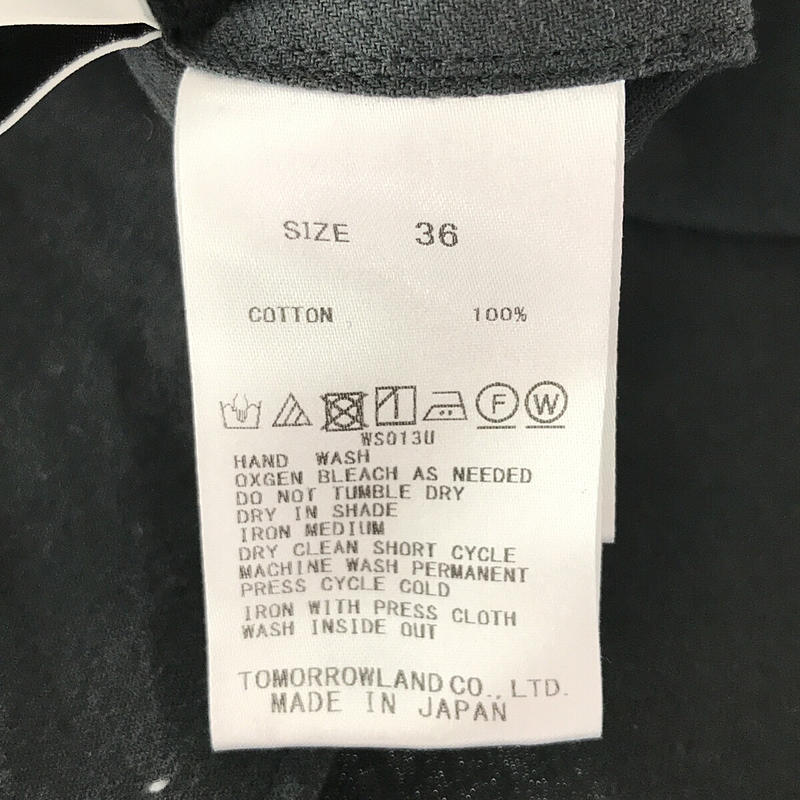 SIZE 36
COTTON 100%
F W
WS013U
HAND WASH
OXGEN BLEACH AS NEEDED
DO NOT TUMBLE DRY
DRY IN SHADE
IRON MEDIUM
DRY CLEAN SHORT CYCLE
MACHINE WASH PERMANENT
PRESS CYCLE COLD
IRON WITH PRESS CLOTH
WASH INSIDE OUT
TOMORROWLAND CO., LTD.
MADE IN JAPAN